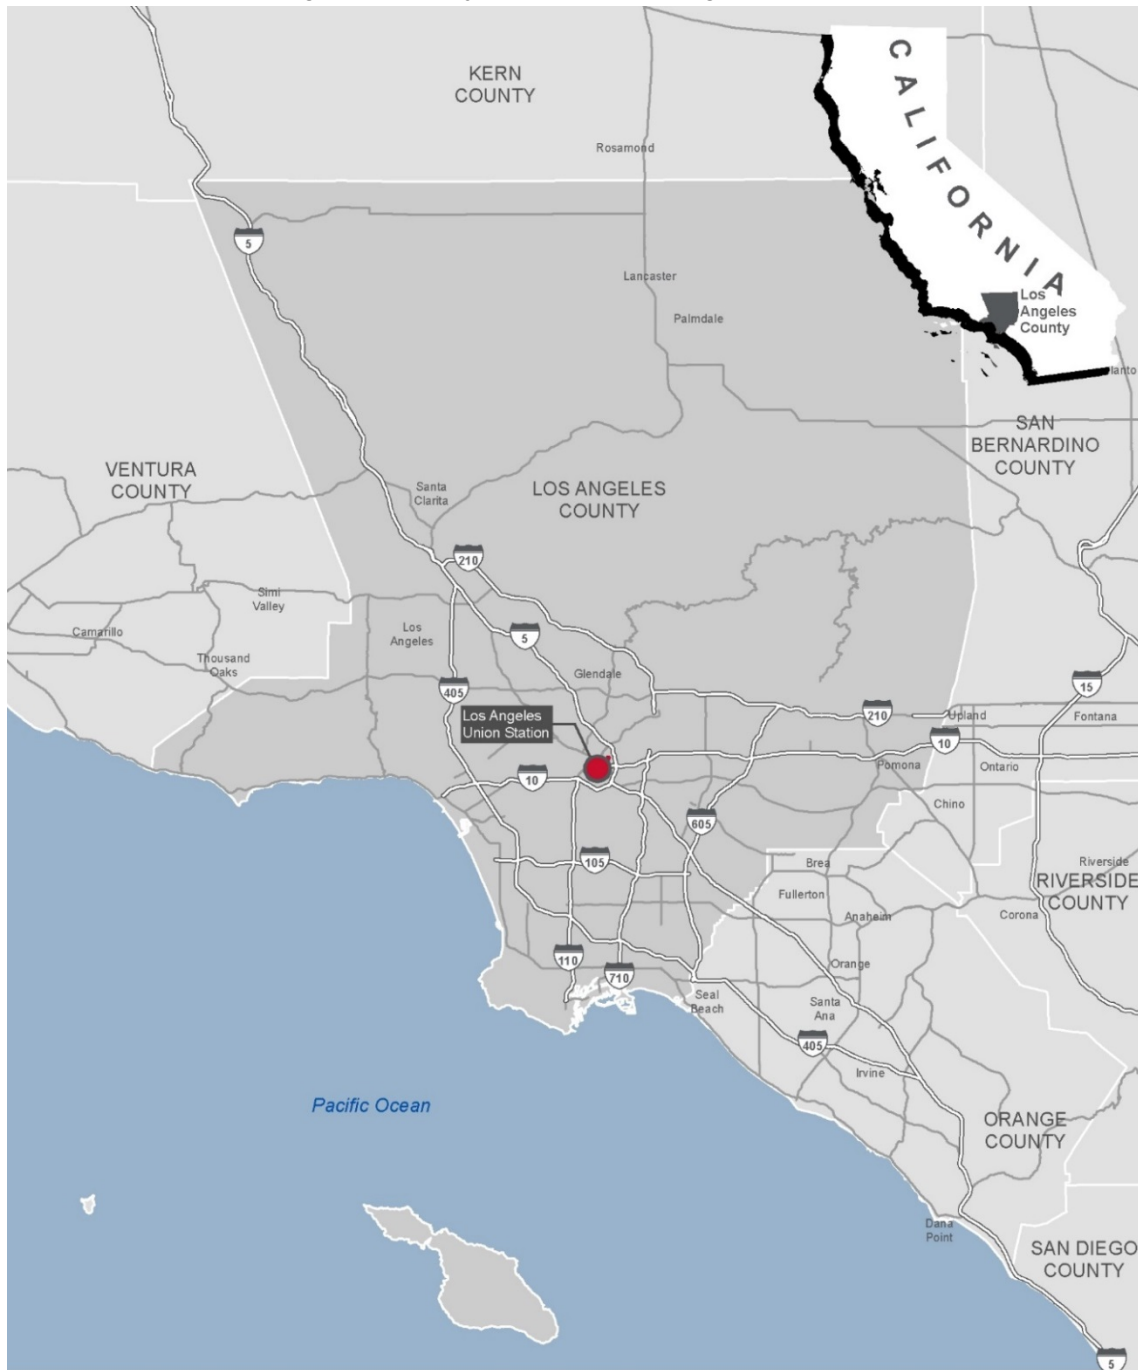 KERN
COUNTY
CALIFORNIA
Rosamond
5
Lancaster
Palmdale
Los
Angeles
County
SAN
BERNARDINO
COUNTY
VENTURA
COUNTY
Santa
Clarita
LOS ANGELES
COUNTY
210
Simi
Valley
Camarillo
Los
Angeles
5
Thousand
Oaks
Glendale
405
15
Los Angeles
Union Station
210
Upland
Fontana
10
10
Pomona
Ontario
Chino
605
105
Brea
Riverside
Fullerton
RIVERSIDE
COUNTY
Anaheim
Corona
110
710
Orange
Seal
Beach
Santa
Ana
405
Irvine
Pacific Ocean
ORANGE
COUNTY
Dana
Point
SAN DIEGO
COUNTY
5